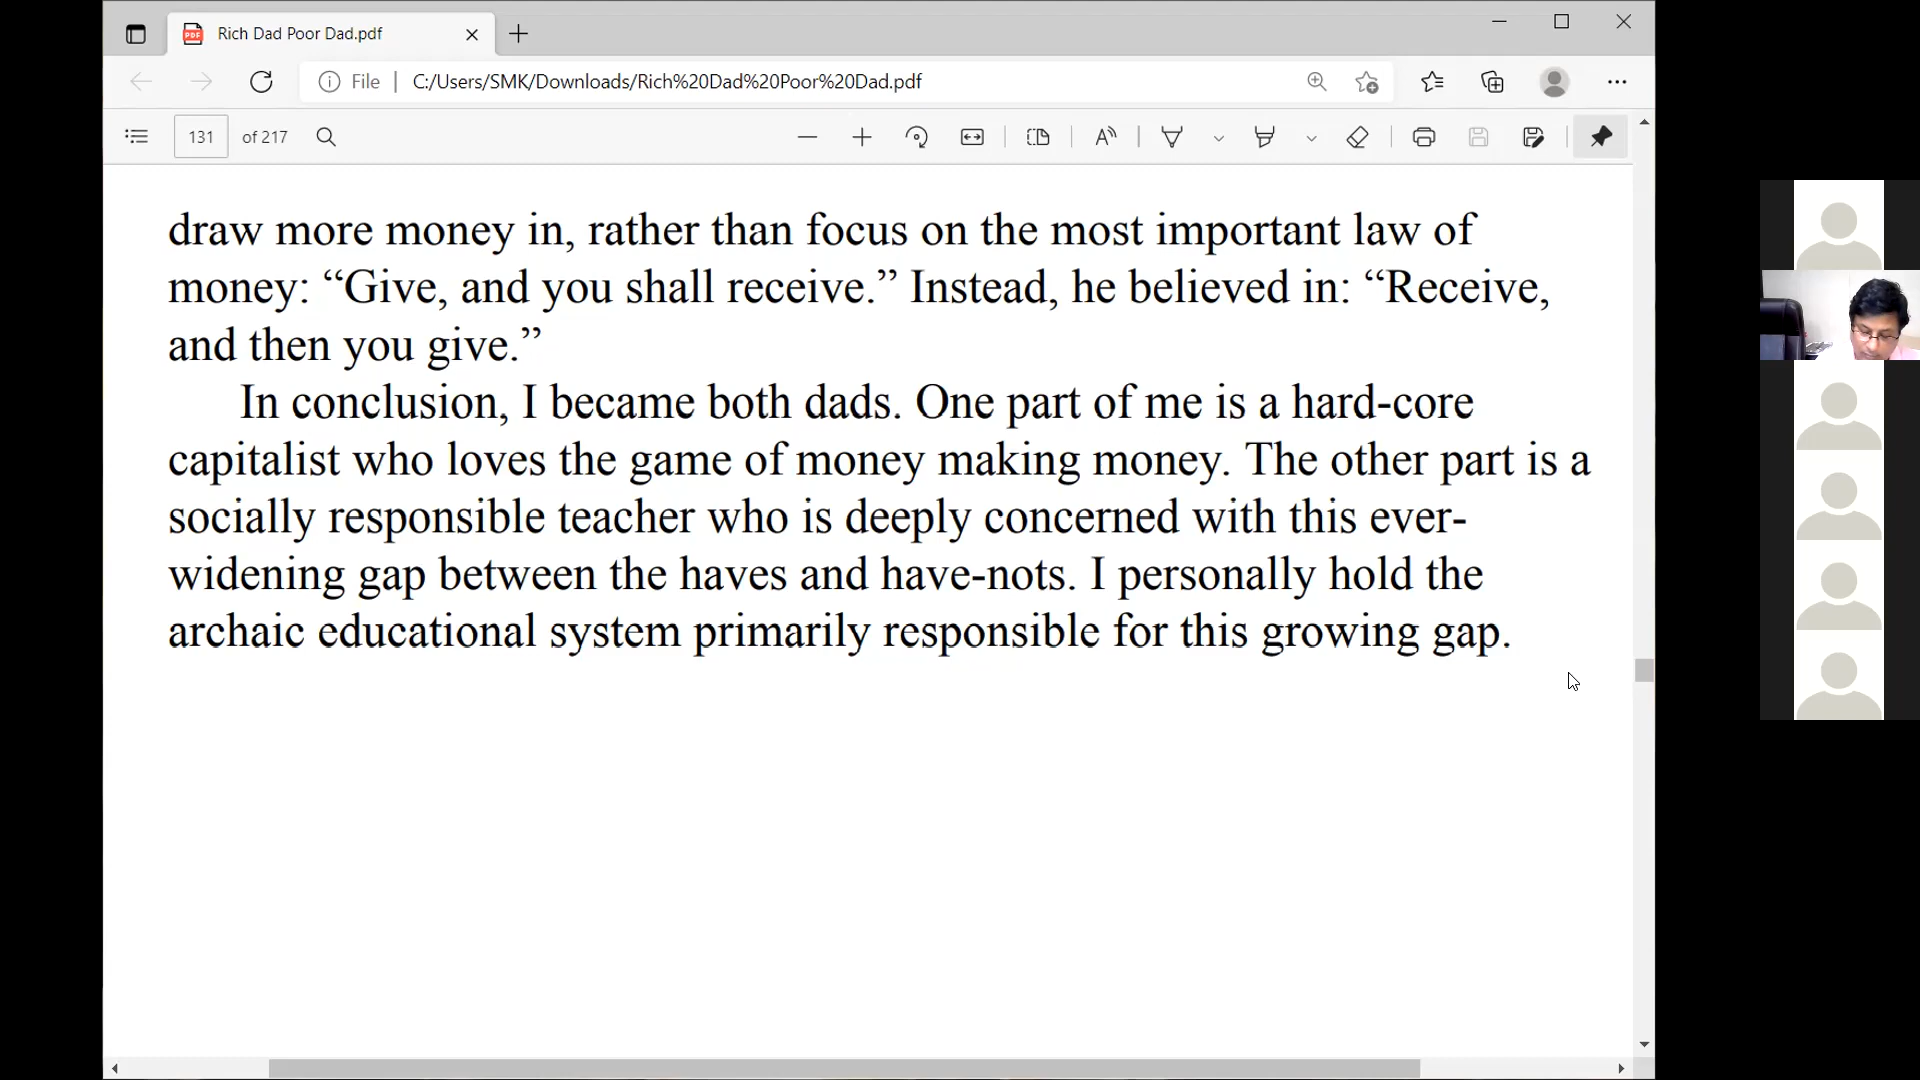 Rich Dad Poor Dad.pdf
File | C:/Users/SMK/Downloads/Rich%20Dad%20Poor%20Dad.pdf
131 of 217
draw more money in, rather than focus on the most important law of
money: “Give, and you shall receive.” Instead, he believed in: “Receive,
and then you give.”
In conclusion, I became both dads. One part of me is a hard-core
capitalist who loves the game of money making money. The other part is a
socially responsible teacher who is deeply concerned with this ever-
widening gap between the haves and have-nots. I personally hold the
archaic educational system primarily responsible for this growing gap.